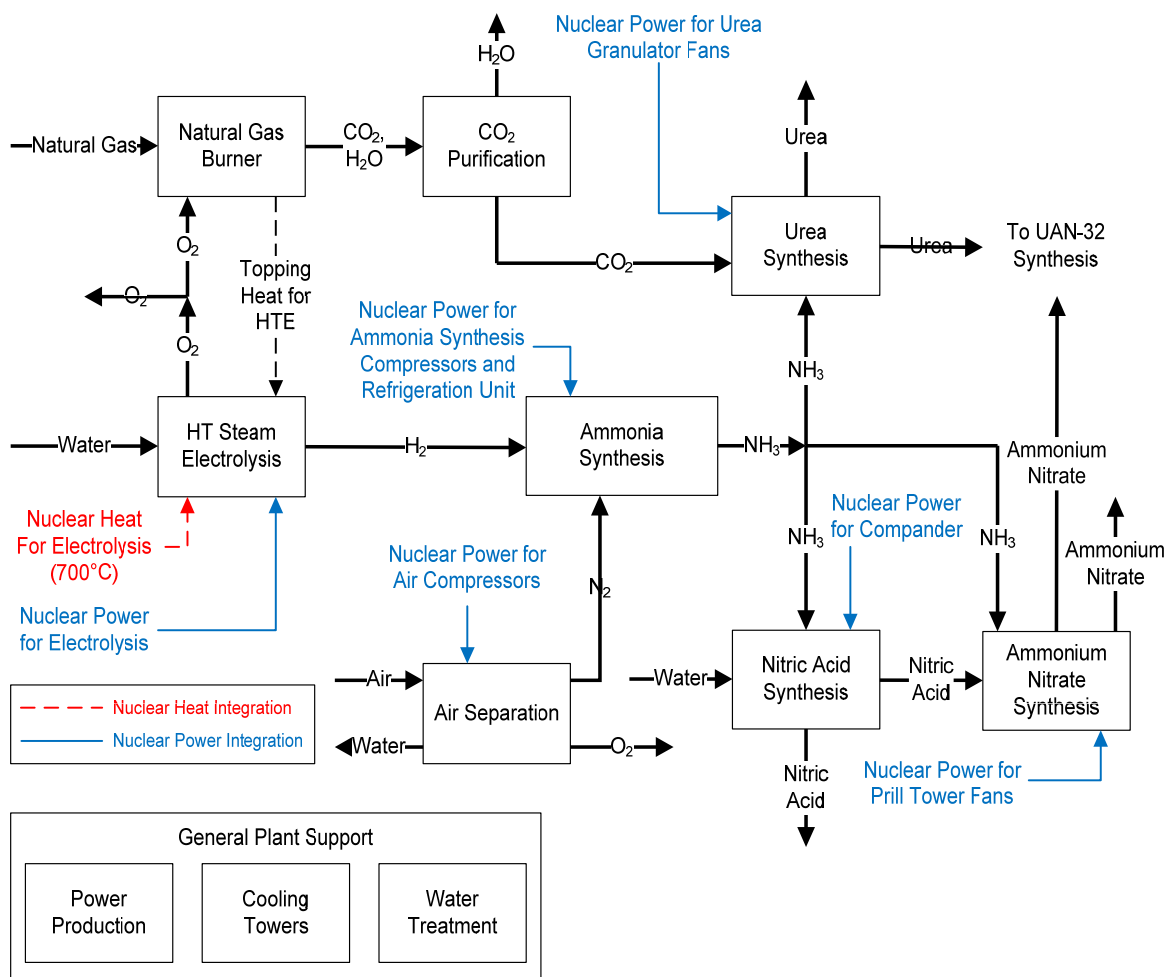 Nuclear Power for Urea
Granulator Fans
H₂O
Natural Gas
Natural Gas
Burner
CO₂,
H₂O
CO₂
Purification
Urea
O₂
O₂
O₂
Topping
Heat for
HTE
CO₂
Urea
Synthesis
Urea
To UAN-32
Synthesis
Nuclear Power for
Ammonia Synthesis
Compressors and
Refrigeration Unit
NH₃
Water
HT Steam
Electrolysis
H₂
Ammonia
Synthesis
NH₃
Ammonium
Nitrate
Nuclear Heat
For Electrolysis
(700°C)
Nuclear Power
for Electrolysis
Nuclear Power for
Air Compressors
N₂
NH₃
Nuclear Power
for Compander
NH₃
Ammonium
Nitrate
Air
Water
Air Separation
O₂
Water
Nitric Acid
Synthesis
Nitric
Acid
Ammonium
Nitrate
Synthesis
Nitric
Acid
Nuclear Power for
Prill Tower Fans
Nuclear Heat Integration
Nuclear Power Integration
General Plant Support
Power
Production
Cooling
Towers
Water
Treatment